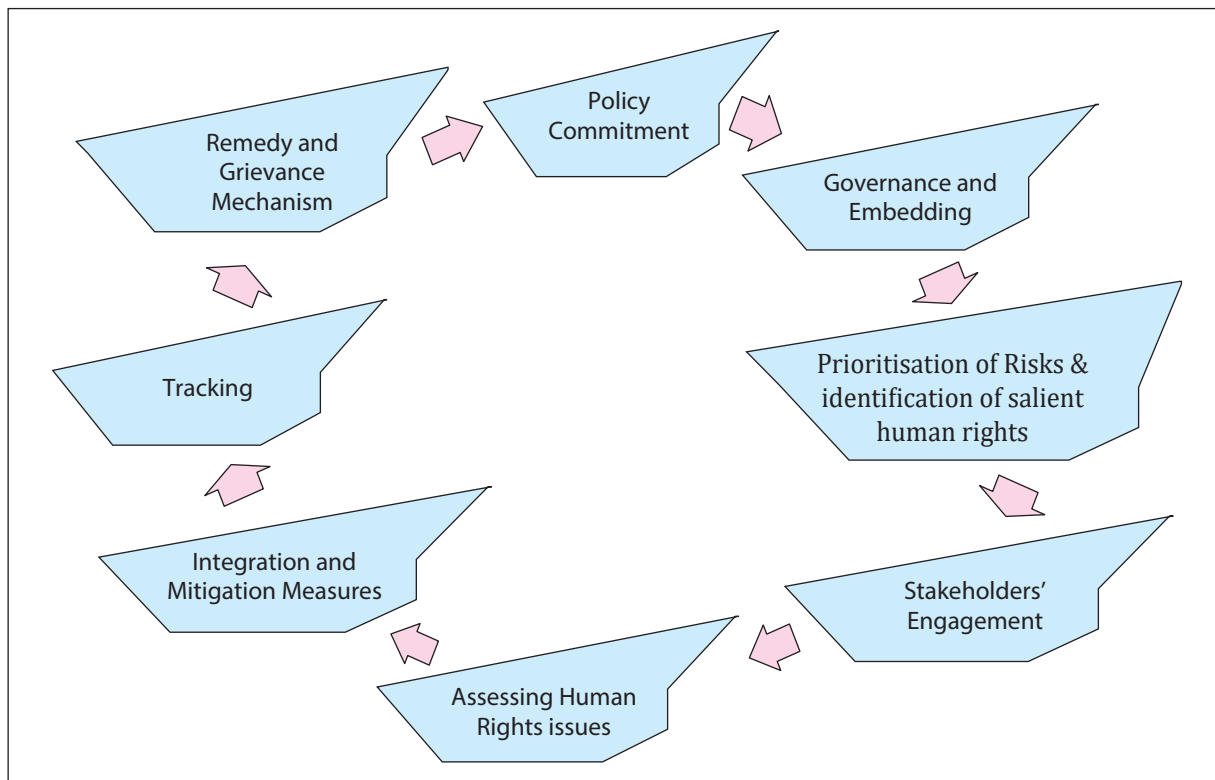 Policy
Commitment
Governance and
Embedding
Prioritisation of Risks &
identification of salient
human rights
Stakeholders’
Engagement
Assessing Human
Rights issues
Integration and
Mitigation Measures
Tracking
Remedy and
Grievance
Mechanism